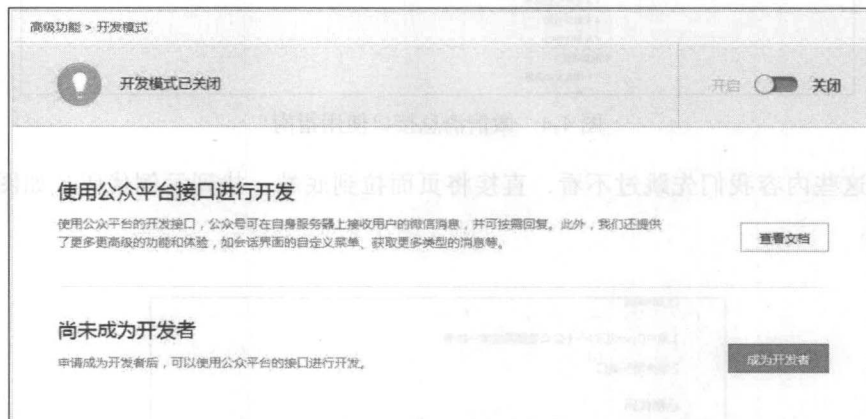 高级功能 > 开发模式
开发模式已关闭
开启 关闭
使用公众平台接口进行开发
使用公众平台的开发接口，公众号可在自身服务器上接收用户的微信消息，并可按需回复。此外，我们还提供
了更多更高级的功能和体验，如会话界面的自定义菜单、获取更多类型的消息等。
查看文档
尚未成为开发者
申请成为开发者后，可以使用公众平台的接口进行开发。
成为开发者